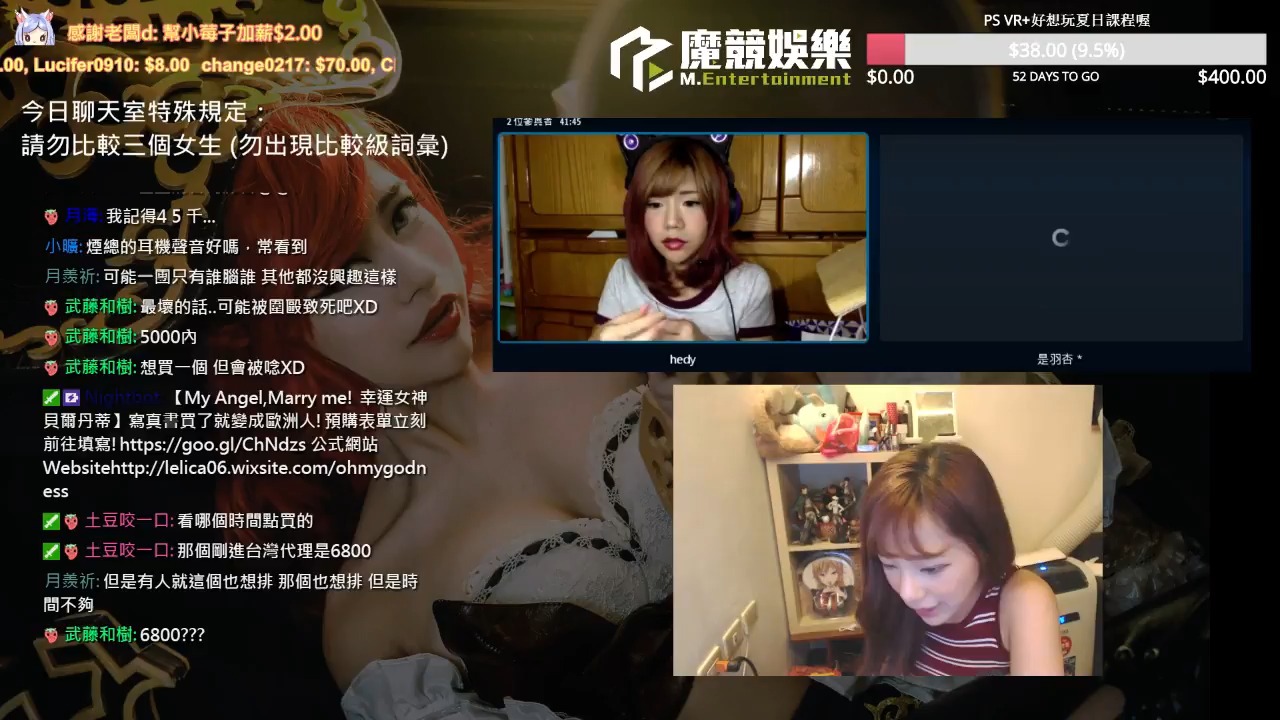 感謝老闆d: 幫小莓子加薪$2.00
.00, Lucifer0910: $8.00 change0217: $70.00, C
今日聊天室特殊規定：
請勿比較三個女生 (勿出現比較級詞彙)
月海: 我記得4 5 千...
小曠: 煙總的耳機聲音好嗎，常看到
月羨祈: 可能一團只有誰腦誰 其他都沒興趣這樣
武藤和樹: 最壞的話..可能被圍毆致死吧XD
武藤和樹: 5000內
武藤和樹: 想買一個 但會被唸XD
Nightbot: 【My Angel,Marry me! 幸運女神
貝爾丹蒂】寫真書買了就變成歐洲人! 預購表單立刻
前往填寫! https://goo.gl/ChNdzs 公式網站
Websitehttp://lelica06.wixsite.com/ohmygodn
ess
土豆咬一口: 看哪個時間點買的
土豆咬一口: 那個剛進台灣代理是6800
月羨祈: 但是有人就這個也想排 那個也想排 但是時
間不夠
武藤和樹: 6800???
魔競娛樂
M.Entertainment
PS VR+好想玩夏日課程喔
$38.00 (9.5%)
$0.00 52 DAYS TO GO $400.00
2 位參與者 41:45
hedy
是羽杏 *